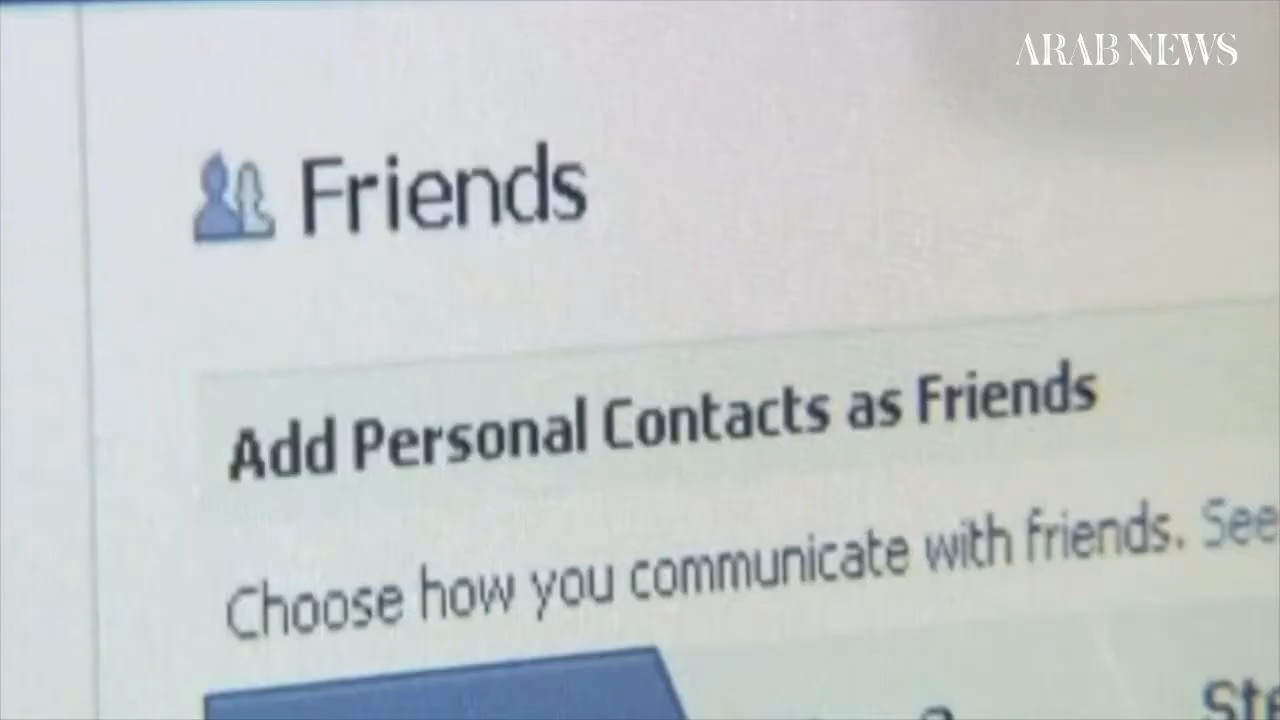 ARAB NEWS
Friends
Add Personal Contacts as Friends
Choose how you communicate with friends. See